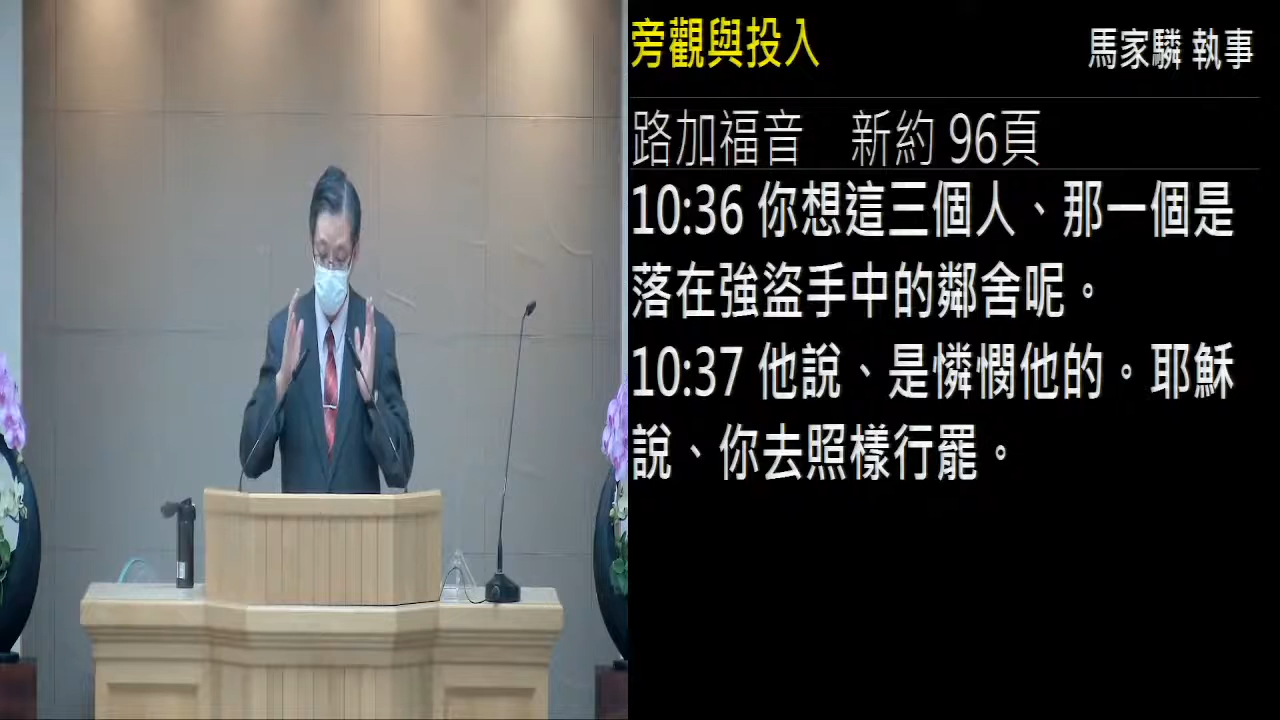 旁觀與投入
馬家驎 執事
路加福音　新約 96頁
10:36 你想這三個人、那一個是
落在強盜手中的鄰舍呢。
10:37 他說、是憐憫他的。耶穌
說、你去照樣行罷。